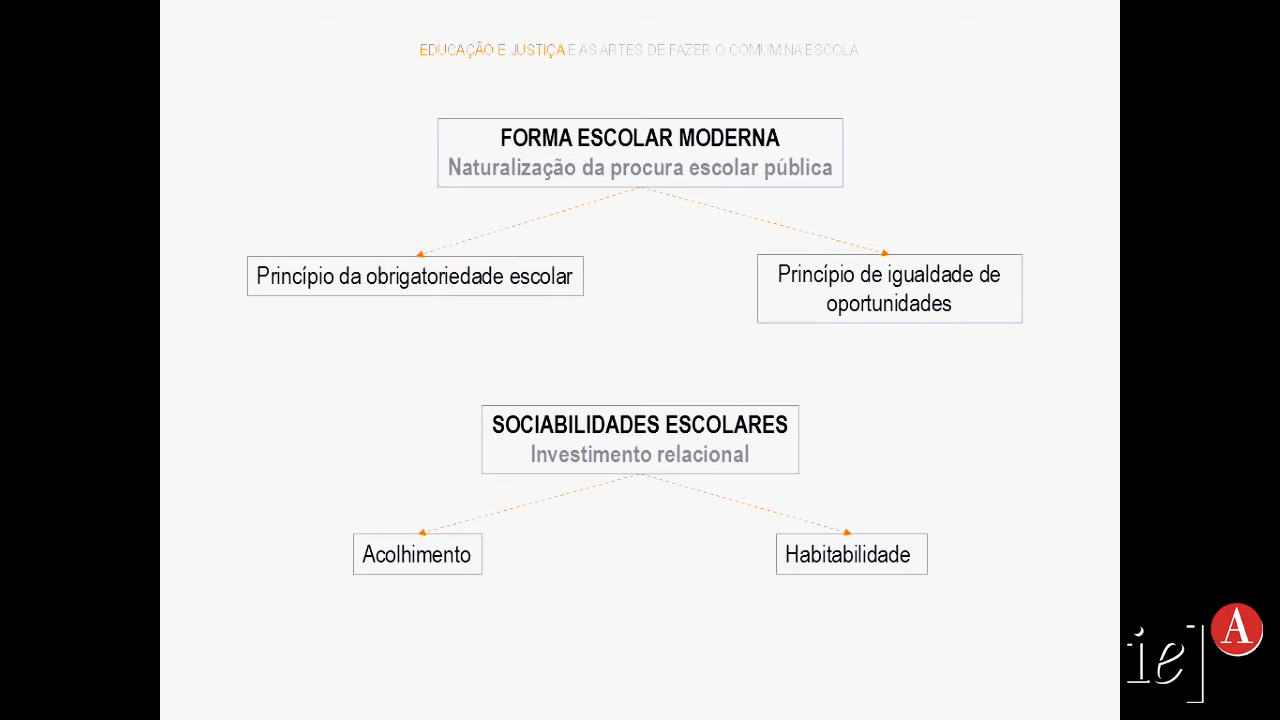 EDUCAÇÃO E JUSTIÇA E AS ARTES DE FAZER O COMUM NA ESCOLA
FORMA ESCOLAR MODERNA
Naturalização da procura escolar pública
Princípio da obrigatoriedade escolar
Princípio de igualdade de
oportunidades
SOCIABILIDADES ESCOLARES
Investimento relacional
Acolhimento
Habitabilidade
ie]A